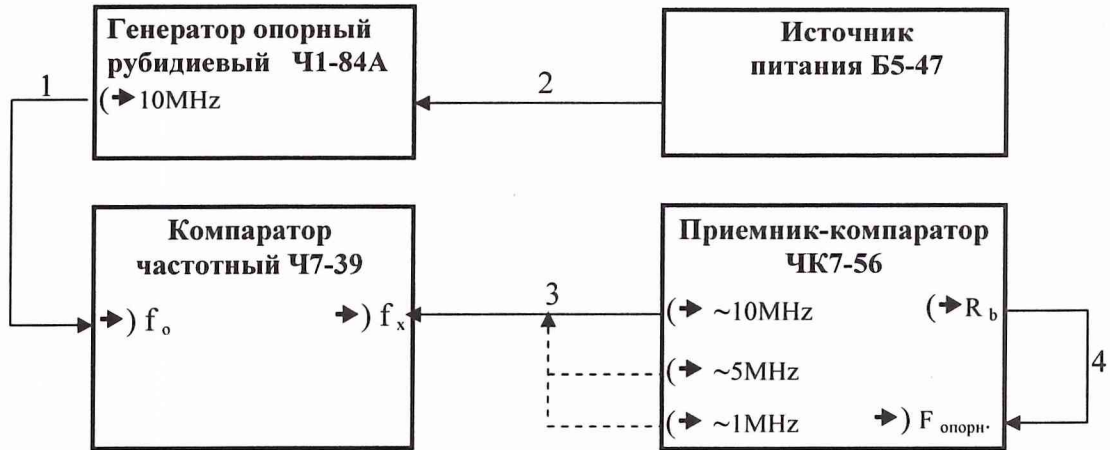 Генератор опорный
рубидиевый Ч1-84А
10MHz
1
2
Источник
питания Б5-47
Компаратор
частотный Ч7-39
) f о
) f х
3
Приемник-компаратор
ЧК7-56
( ~10MHz
( R b
( ~5MHz
4
( ~1MHz
) F опорн.